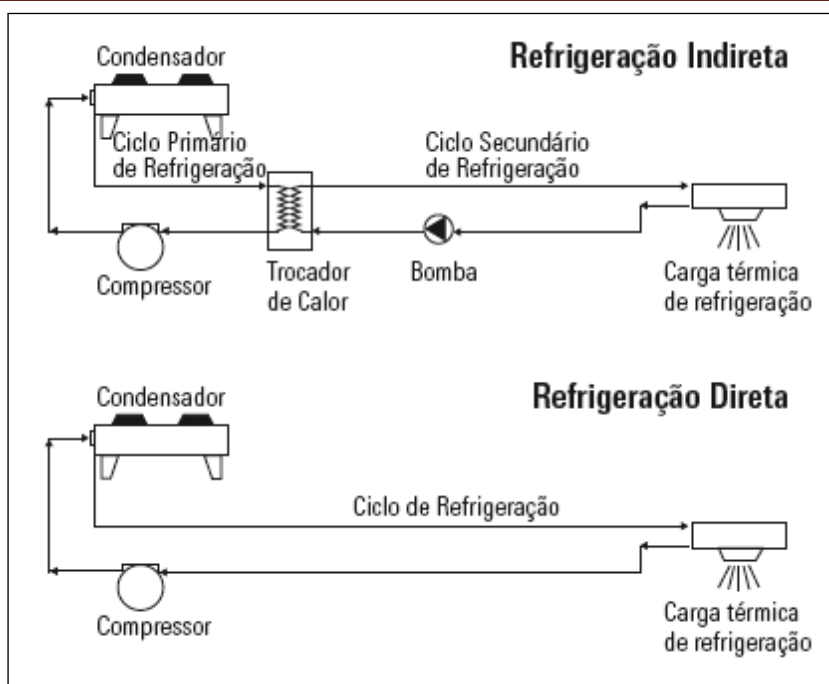 Refrigeração Indireta
Condensador
Ciclo Primário
de Refrigeração
Ciclo Secundário
de Refrigeração
Compressor
Trocador
de Calor
Bomba
Carga térmica
de refrigeração
Refrigeração Direta
Condensador
Ciclo de Refrigeração
Compressor
Carga térmica
de refrigeração